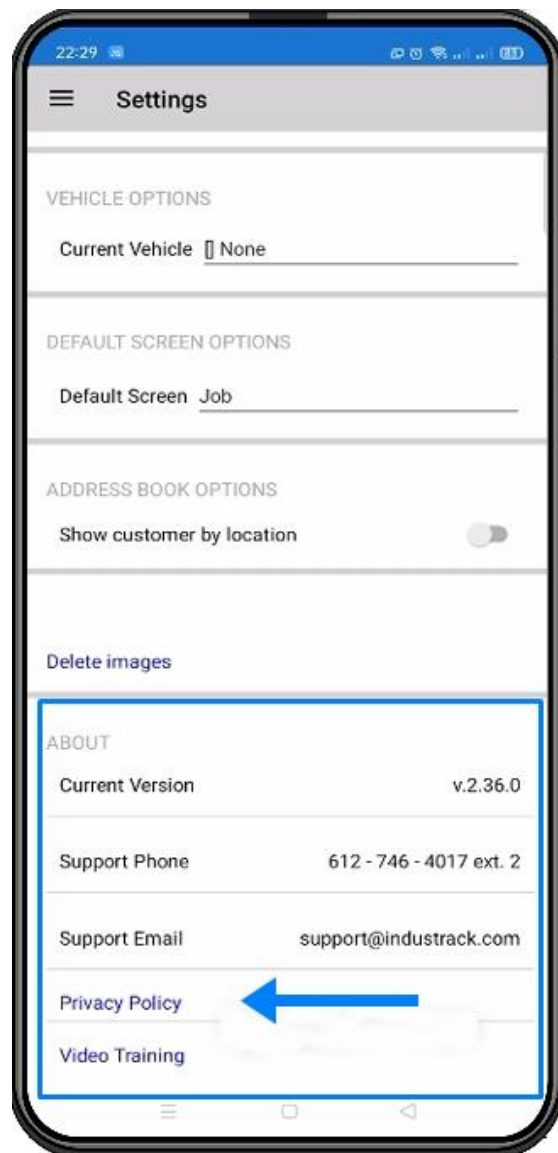 22:29
83
Settings
VEHICLE OPTIONS
Current Vehicle [] None
DEFAULT SCREEN OPTIONS
Default Screen Job
ADDRESS BOOK OPTIONS
Show customer by location
Delete images
ABOUT
Current Version v.2.36.0
Support Phone 612 - 746 - 4017 ext. 2
Support Email support@industrack.com
Privacy Policy
Video Training